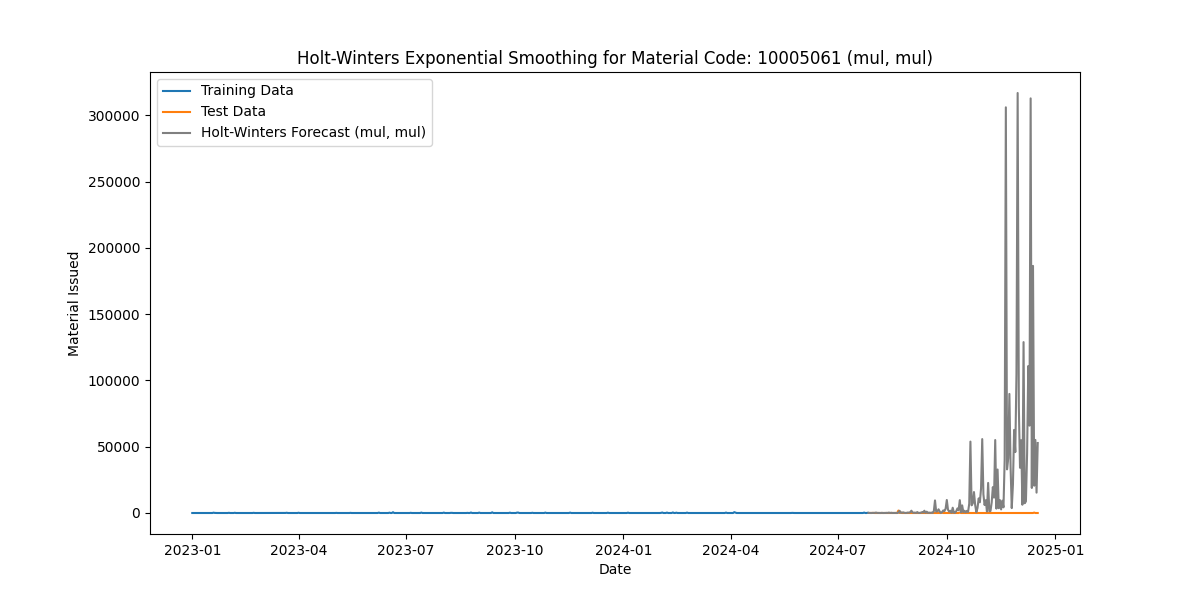 Holt-Winters Exponential Smoothing for Material Code: 10005061 (mul, mul)
Training Data
Test Data
Holt-Winters Forecast (mul, mul)
Material Issued
300000
250000
200000
150000
100000
50000
0
2023-01
2023-04
2023-07
2023-10
2024-01
2024-04
2024-07
2024-10
2025-01
Date